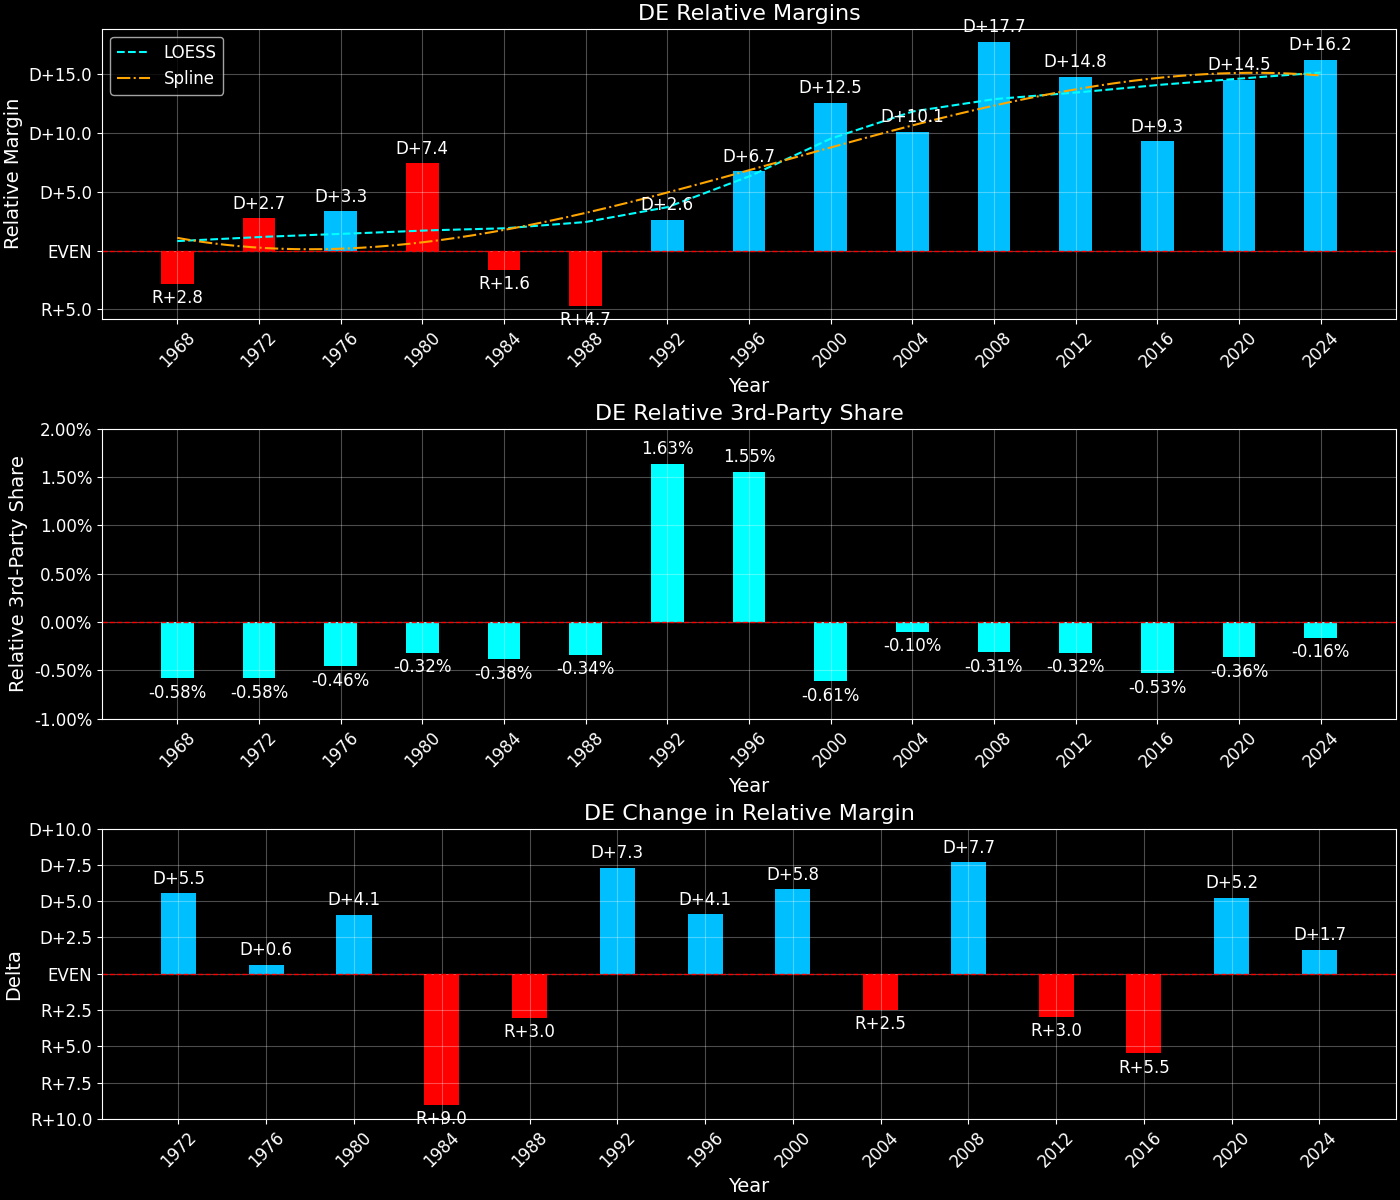 DE Relative Margins
LOESS
Spline
Relative Margin
D+15.0
D+10.0
D+5.0
EVEN
R+5.0
R+2.8
D+2.7
D+3.3
D+7.4
R+1.6
R+4.7
D+2.6
D+6.7
D+12.5
D+10.1
D+17.7
D+14.8
D+9.3
D+14.5
D+16.2
1968
1972
1976
1980
1984
1988
1992
1996
2000
2004
2008
2012
2016
2020
2024
Year
DE Relative 3rd-Party Share
Relative 3rd-Party Share
2.00%
1.50%
1.00%
0.50%
0.00%
-0.50%
-1.00%
-0.58%
-0.58%
-0.46%
-0.32%
-0.38%
-0.34%
1.63%
1.55%
-0.61%
-0.10%
-0.31%
-0.32%
-0.53%
-0.36%
-0.16%
1968
1972
1976
1980
1984
1988
1992
1996
2000
2004
2008
2012
2016
2020
2024
Year
DE Change in Relative Margin
Delta
D+10.0
D+7.5
D+5.0
D+2.5
EVEN
R+2.5
R+5.0
R+7.5
R+10.0
D+5.5
D+0.6
D+4.1
R+9.0
R+3.0
D+7.3
D+4.1
D+5.8
R+2.5
D+7.7
R+3.0
R+5.5
D+5.2
D+1.7
1972
1976
1980
1984
1988
1992
1996
2000
2004
2008
2012
2016
2020
2024
Year